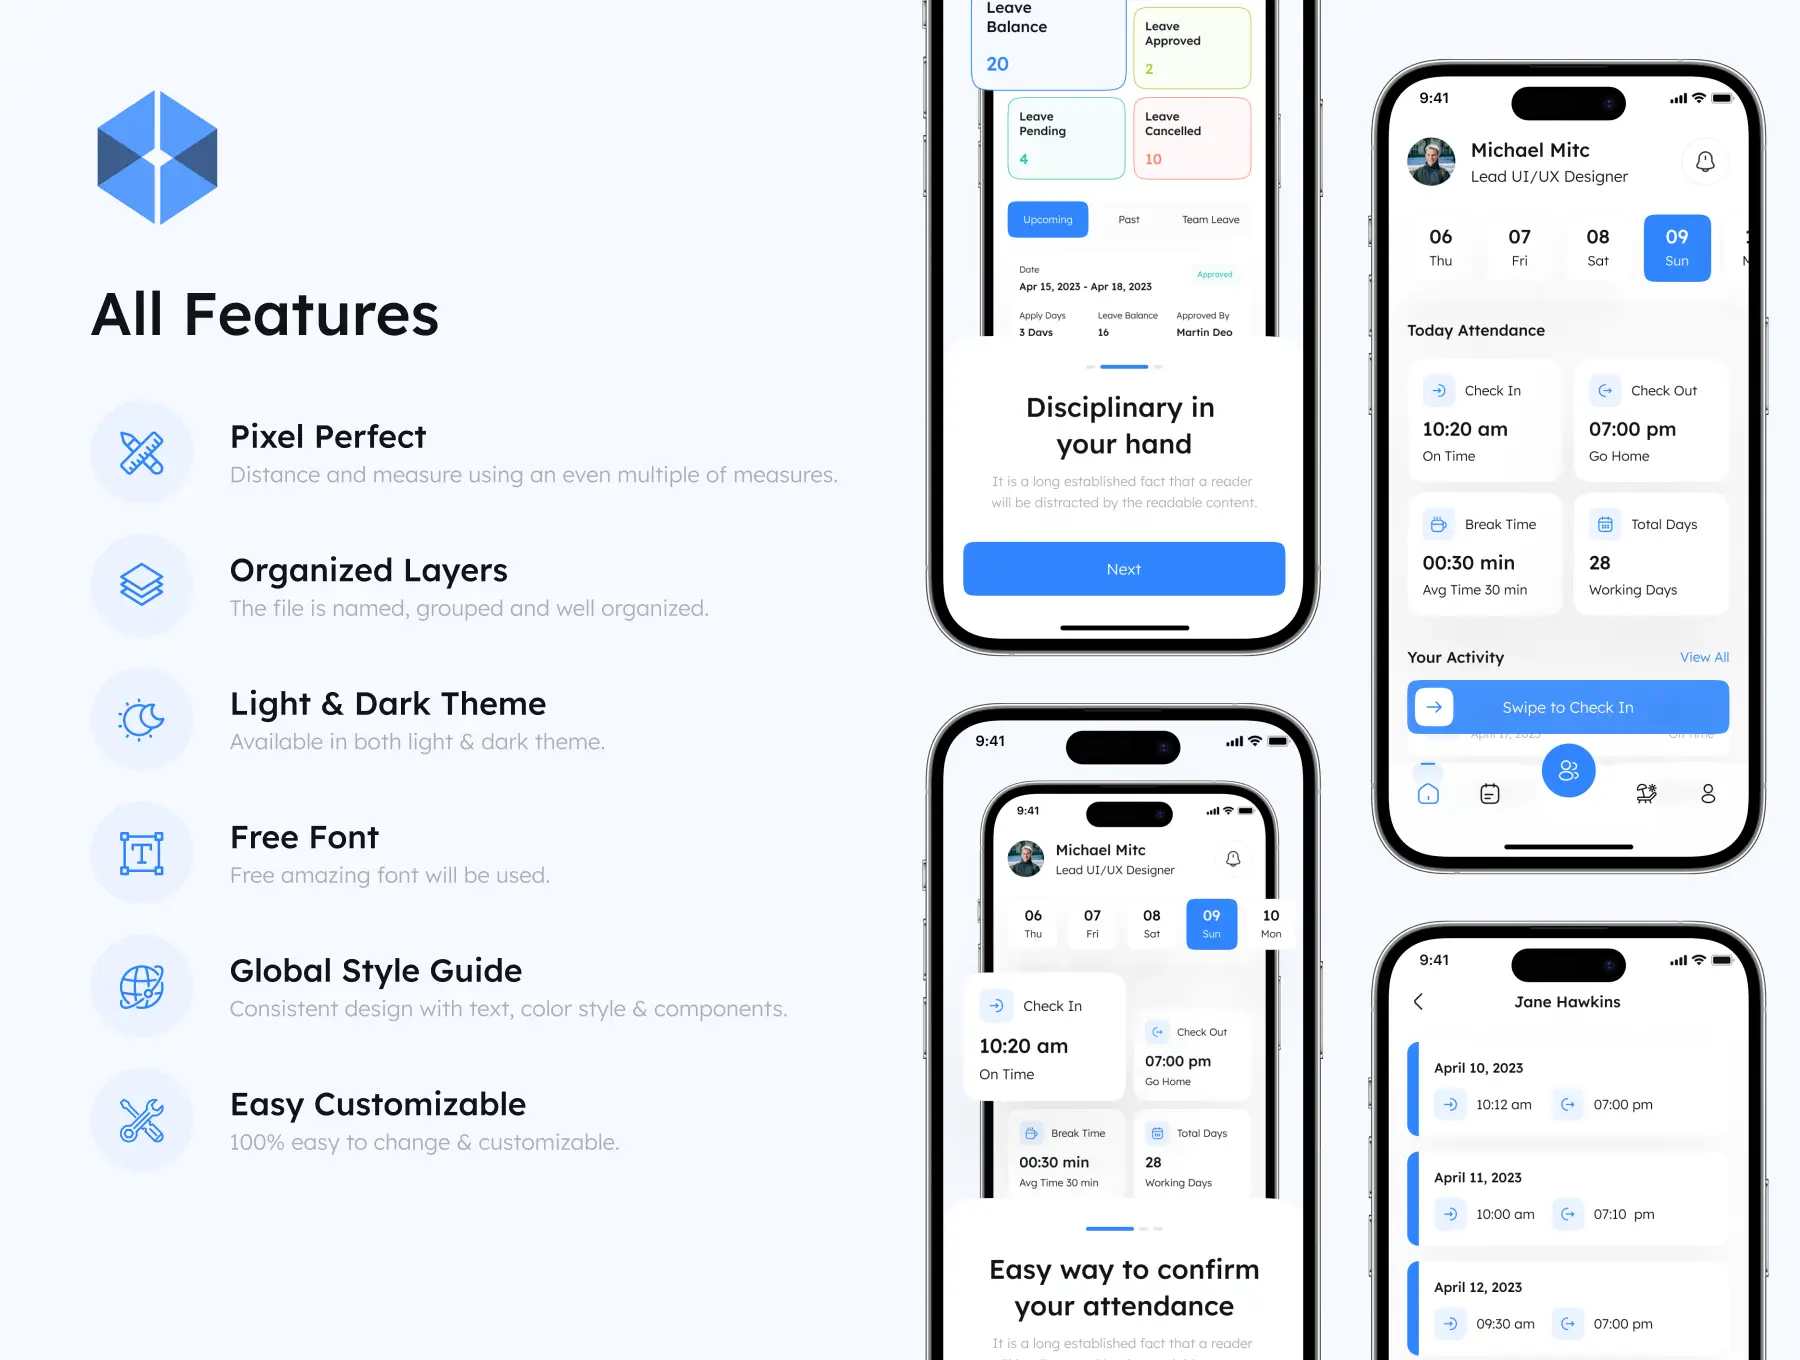 All Features
Pixel Perfect
Distance and measure using an even multiple of measures.
Organized Layers
The file is named, grouped and well organized.
Light & Dark Theme
Available in both light & dark theme.
Free Font
Free amazing font will be used.
Global Style Guide
Consistent design with text, color style & components.
Easy Customizable
100% easy to change & customizable.
Leave
Balance
20
Leave
Approved
2
Leave
Pending
4
Leave
Cancelled
10
Upcoming Past Team Leave
Date
Apr 15, 2023 - Apr 18, 2023
Approved
Apply Days Leave Balance Approved By
3 Days 16 Martin Deo
Disciplinary in
your hand
It is a long established fact that a reader
will be distracted by the readable content.
Next
9:41
9:41
Michael Mitc
Lead UI/UX Designer
06 07 08 09 10
Thu Fri Sat Sun Mon
Check In
10:20 am
On Time
Check Out
07:00 pm
Go Home
Break Time
00:30 min
Avg Time 30 min
Total Days
28
Working Days
Easy way to confirm
your attendance
It is a long established fact that a reader
9:41
Michael Mitc
Lead UI/UX Designer
06 07 08 09
Thu Fri Sat Sun
Today Attendance
Check In
10:20 am
On Time
Check Out
07:00 pm
Go Home
Break Time
00:30 min
Avg Time 30 min
Total Days
28
Working Days
Your Activity View All
Swipe to Check In
April 17, 2023 On Time
9:41
Jane Hawkins
April 10, 2023
10:12 am 07:00 pm
April 11, 2023
10:00 am 07:10 pm
April 12, 2023
09:30 am 07:00 pm